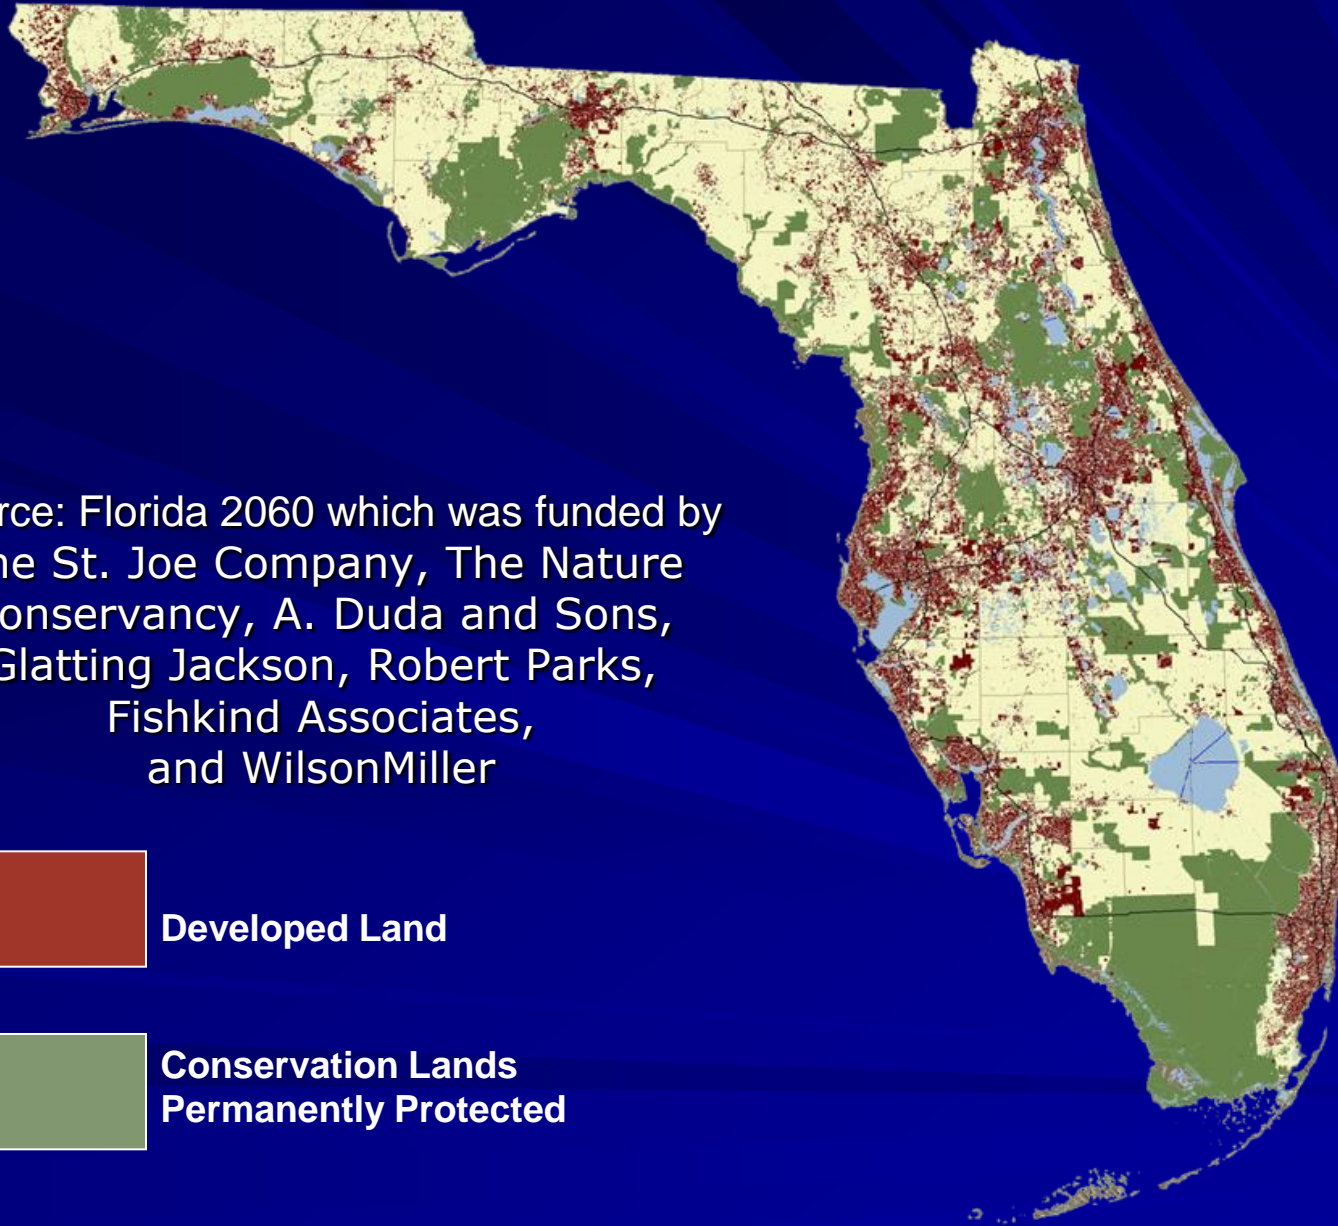 rce: Florida 2060 which was funded by
ne St. Joe Company, The Nature
onservancy, A. Duda and Sons,
Glatting Jackson, Robert Parks,
Fishkind Associates,
and WilsonMiller
Developed Land
Conservation Lands
Permanently Protected